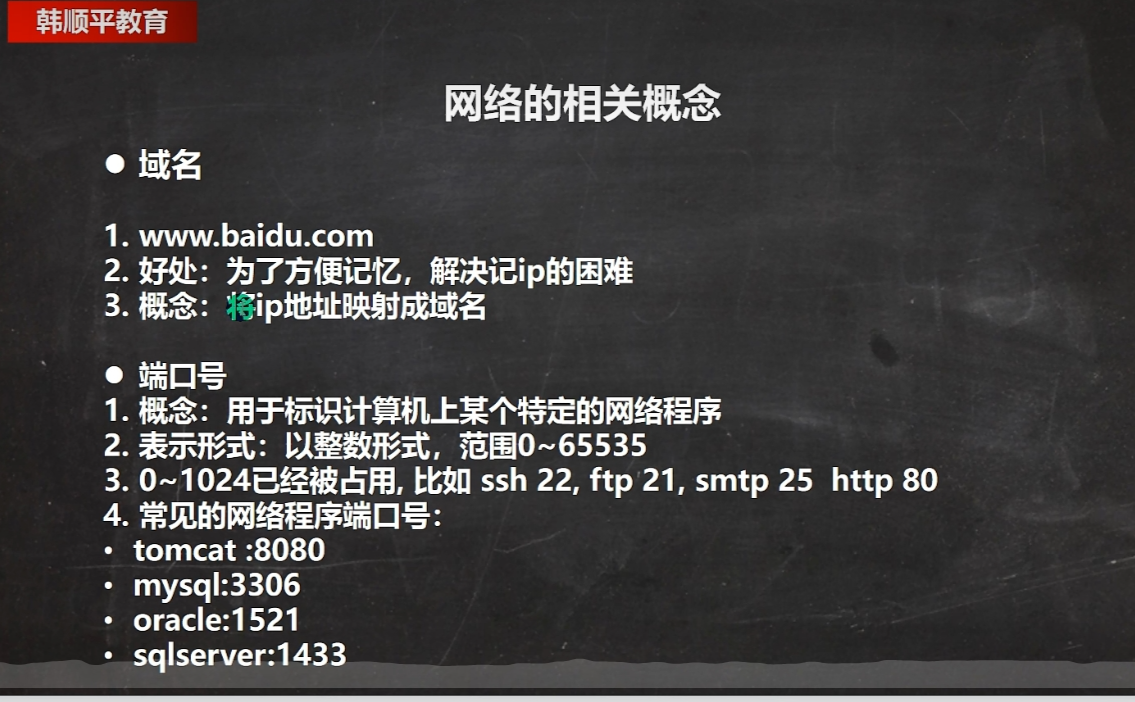 韩顺平教育
网络的相关概念
● 域名
1. www.baidu.com
2. 好处：为了方便记忆，解决记ip的困难
3. 概念：将ip地址映射成域名
● 端口号
1. 概念：用于标识计算机上某个特定的网络程序
2. 表示形式：以整数形式，范围0~65535
3. 0~1024已经被占用, 比如 ssh 22, ftp 21, smtp 25 http 80
4. 常见的网络程序端口号：
• tomcat :8080
• mysql:3306
• oracle:1521
• sqlserver:1433